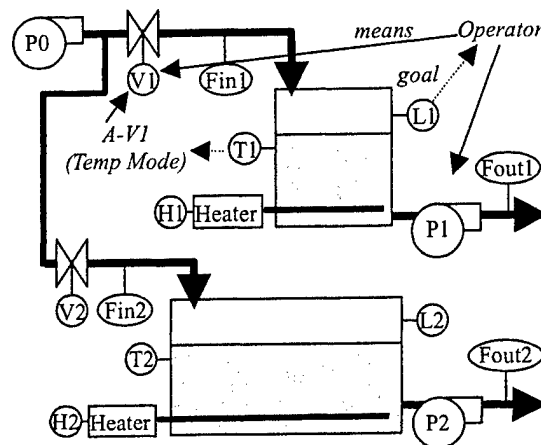 P0
means
Operator
V1
Fin1
goal
A-V1
(Temp Mode)
T1
L1
Fout1
H1
Heater
P1
V2
Fin2
L2
T2
Fout2
H2
Heater
P2